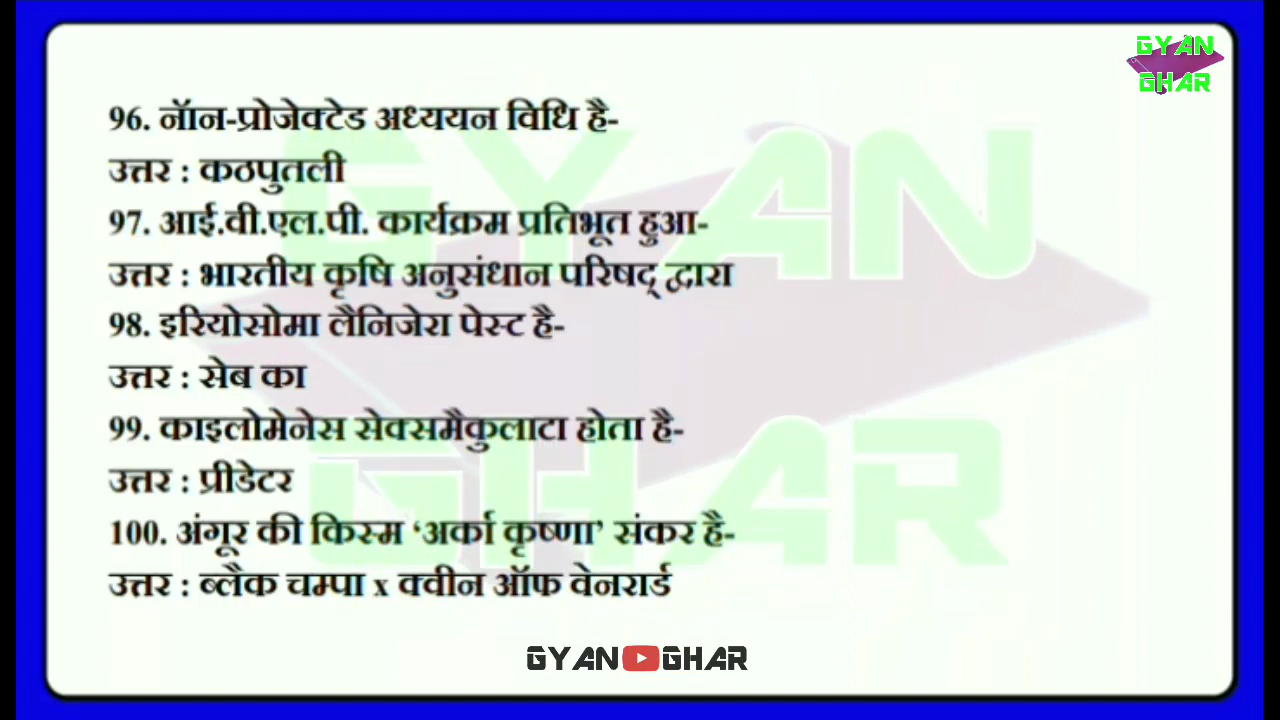 GYAN
GHAR
96. नॉन-प्रोजेक्टेड अध्ययन विधि है-
उत्तर : कठपुतली
97. आई.वी.एल.पी. कार्यक्रम प्रतिभूत हुआ-
उत्तर : भारतीय कृषि अनुसंधान परिषद् द्वारा
98. इरियोसोमा लैनिजेरा पेस्ट है-
उत्तर : सेब का
99. काइलोमेनेस सेक्समैकुलाटा होता है-
उत्तर : प्रीडेटर
100. अंगूर की किस्म ‘अर्का कृष्णा’ संकर है-
उत्तर : ब्लैक चम्पा x क्वीन ऑफ वेनरार्ड
GYAN GHAR